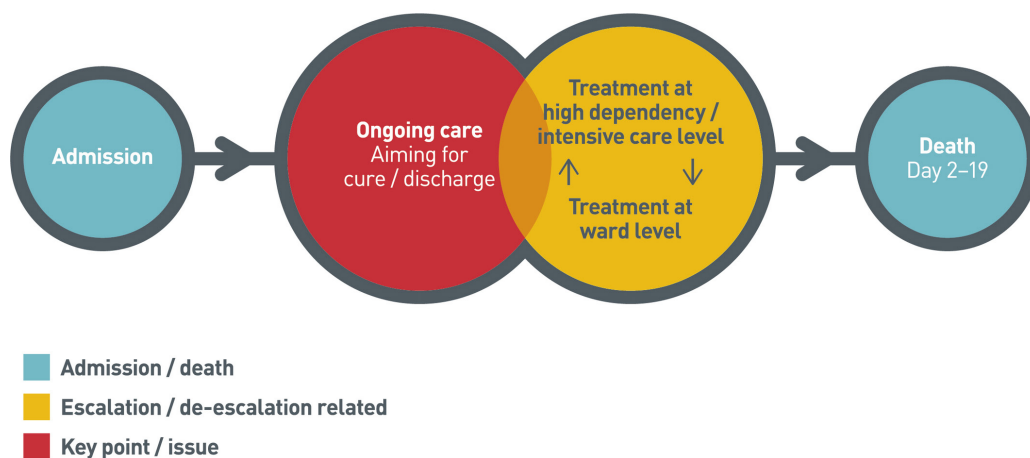 Admission
Ongoing care
Aiming for
cure / discharge
Treatment at
high dependency /
intensive care level
Treatment at
ward level
Death
Day 2–19
Admission / death
Escalation / de-escalation related
Key point / issue